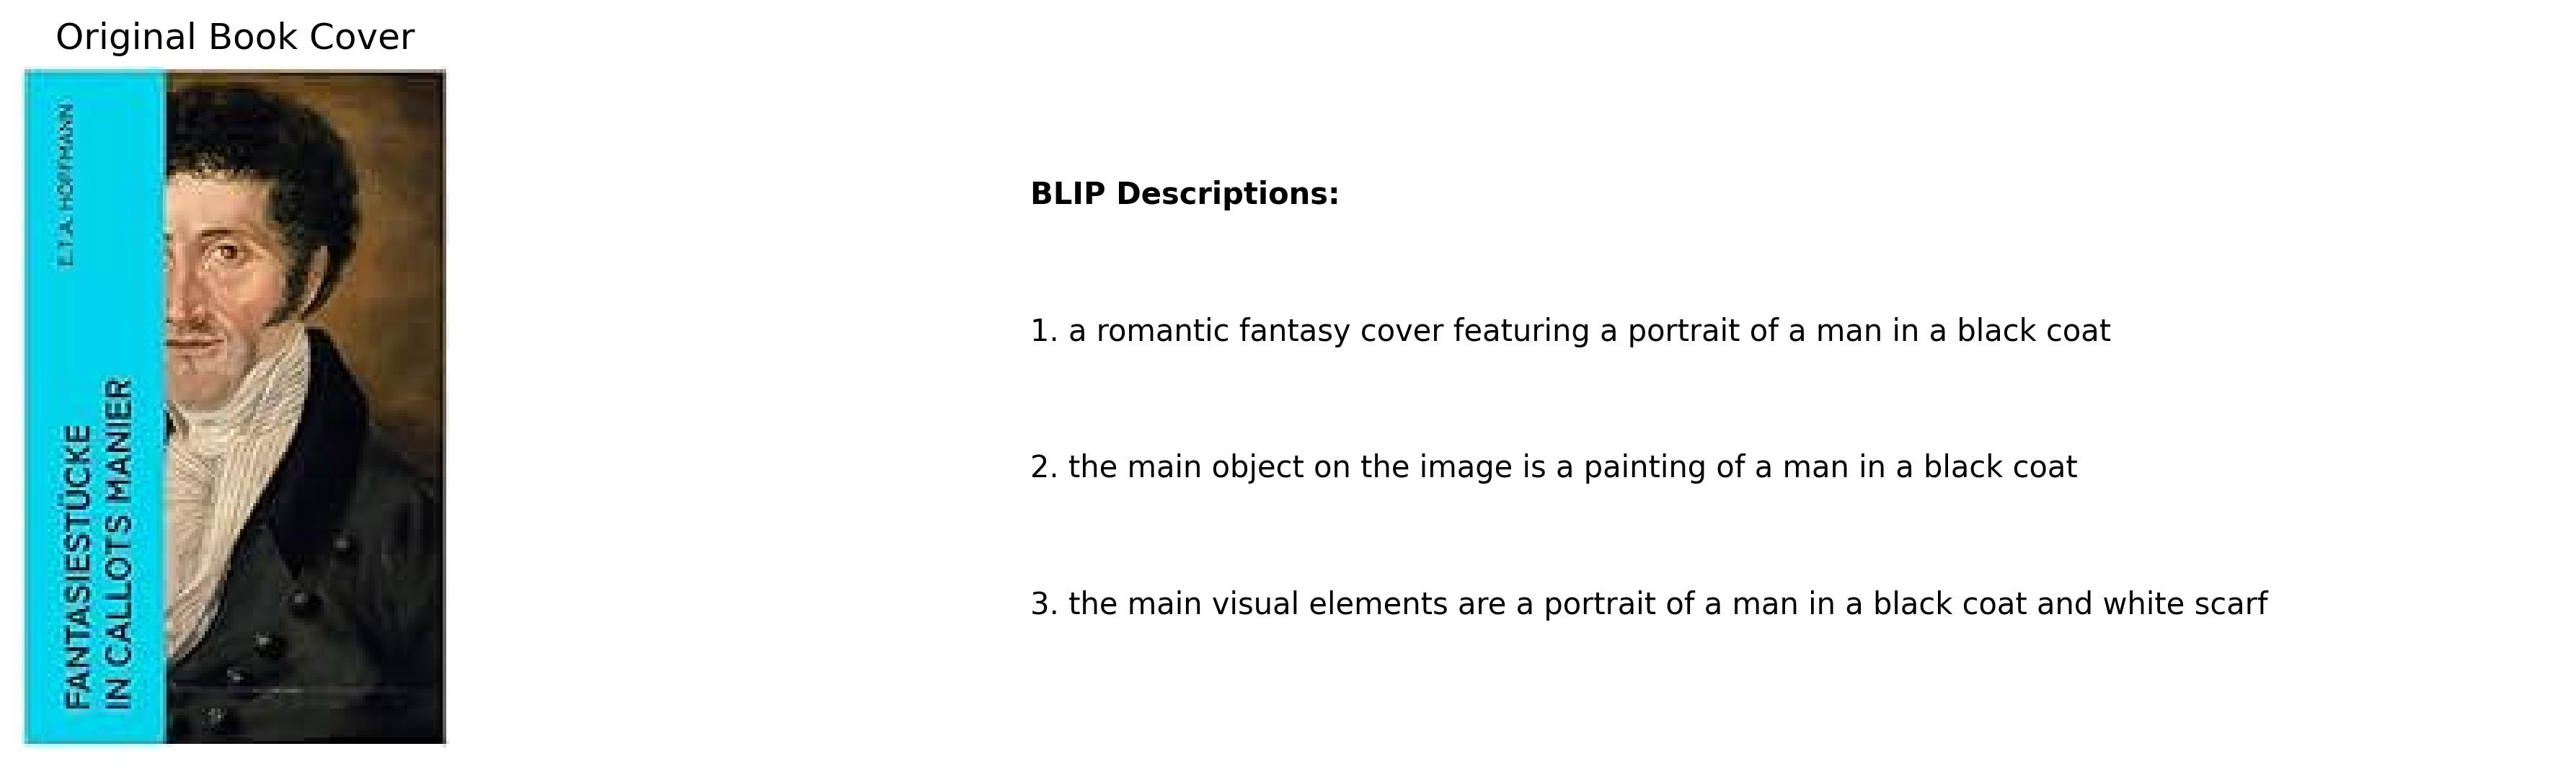 Original Book Cover
E.T.A. HOFFMANN
FANTASIESTÜCKE
IN CALLOTS MANIER
BLIP Descriptions:
1. a romantic fantasy cover featuring a portrait of a man in a black coat
2. the main object on the image is a painting of a man in a black coat
3. the main visual elements are a portrait of a man in a black coat and white scarf